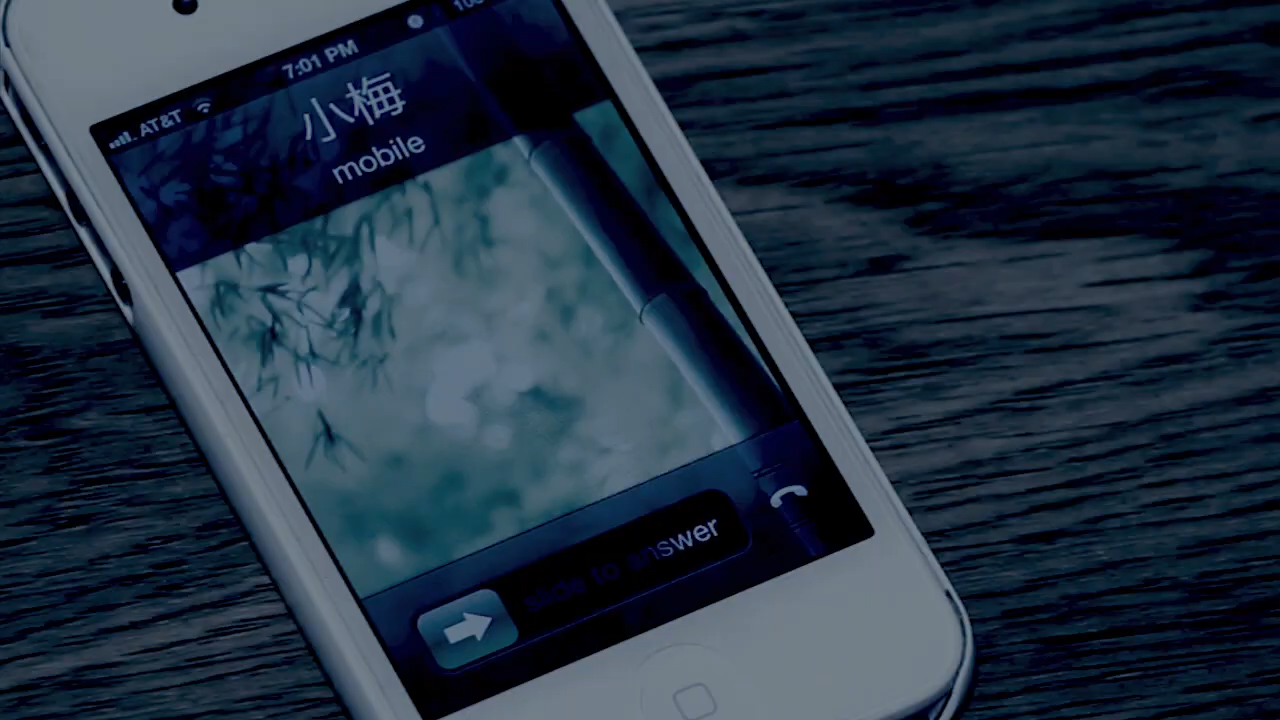 7:01 PM
AT&T
小梅
mobile
slide to answer